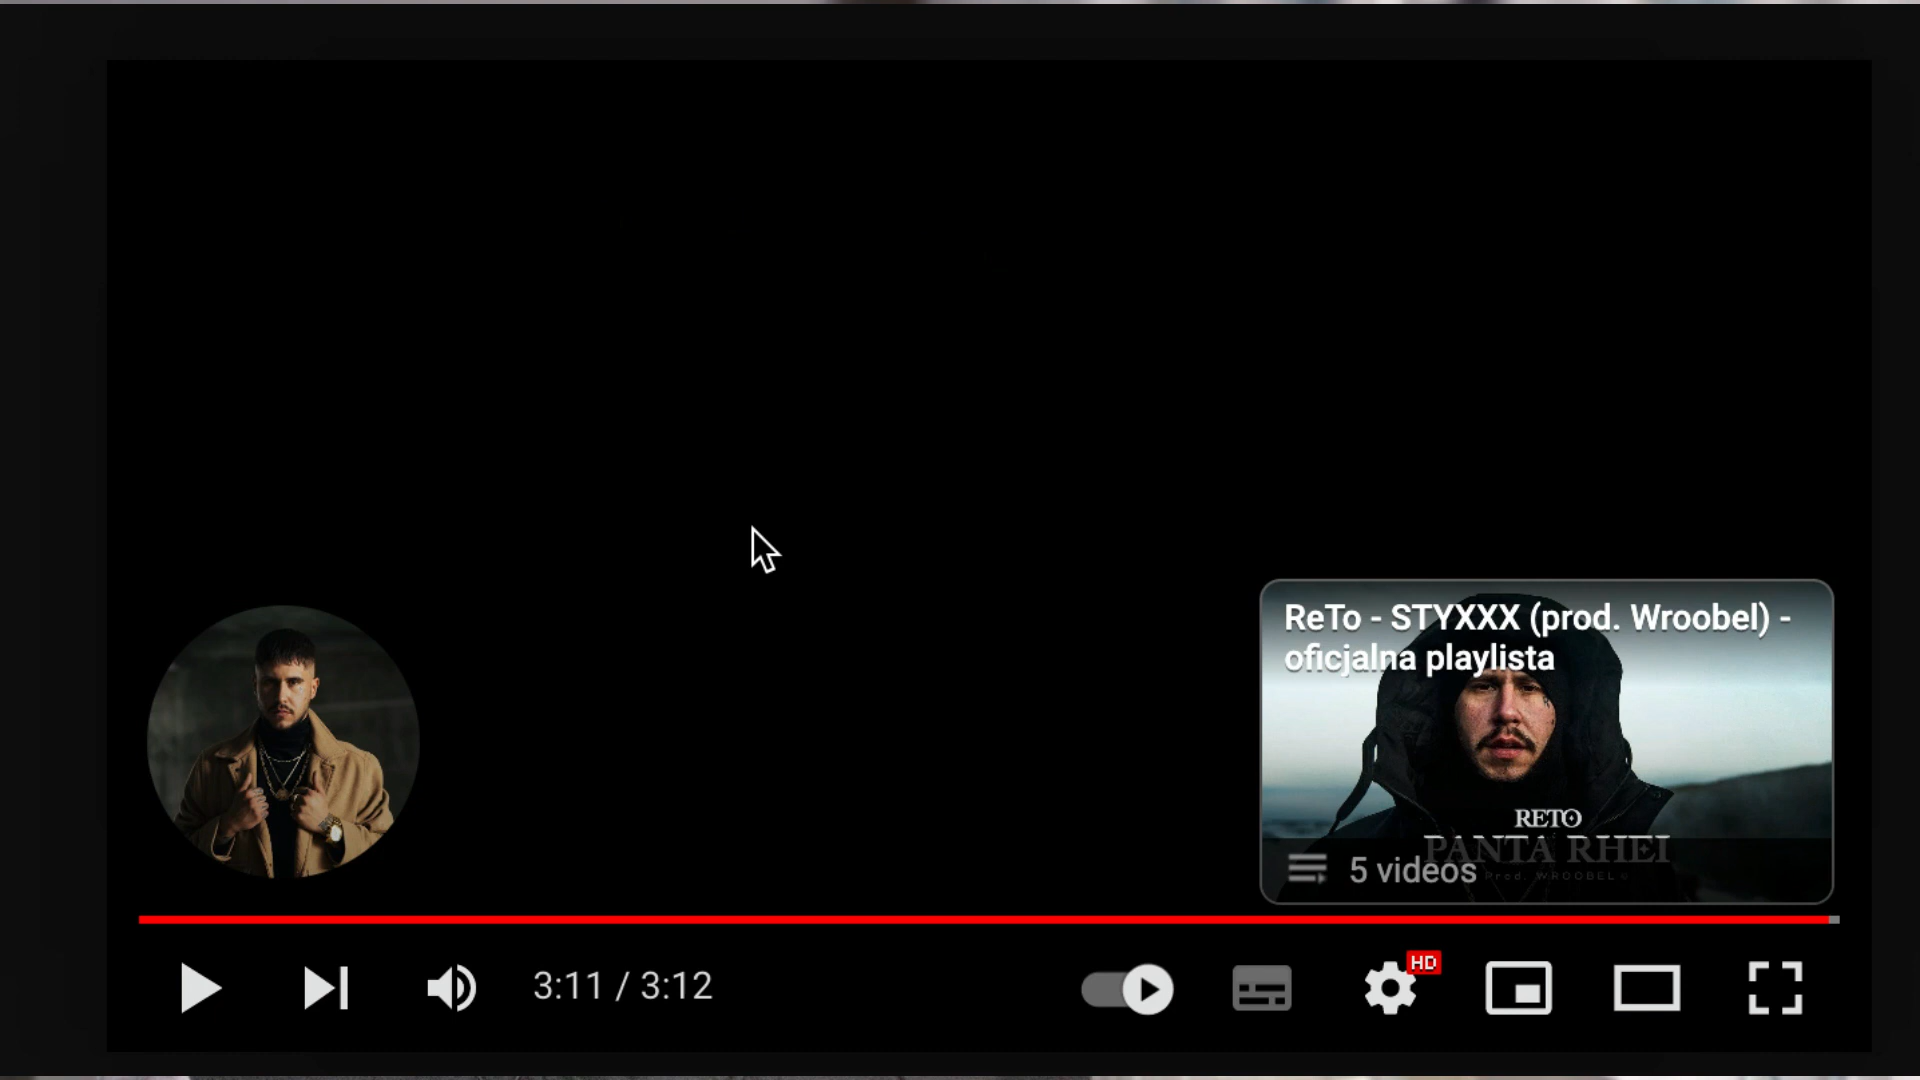 ReTo - STYXXX (prod. Wroobel) -
oficjalna playlista
RETO
PANTA RHEI
Prod. WROOBEL
5 videos
3:11 / 3:12
HD